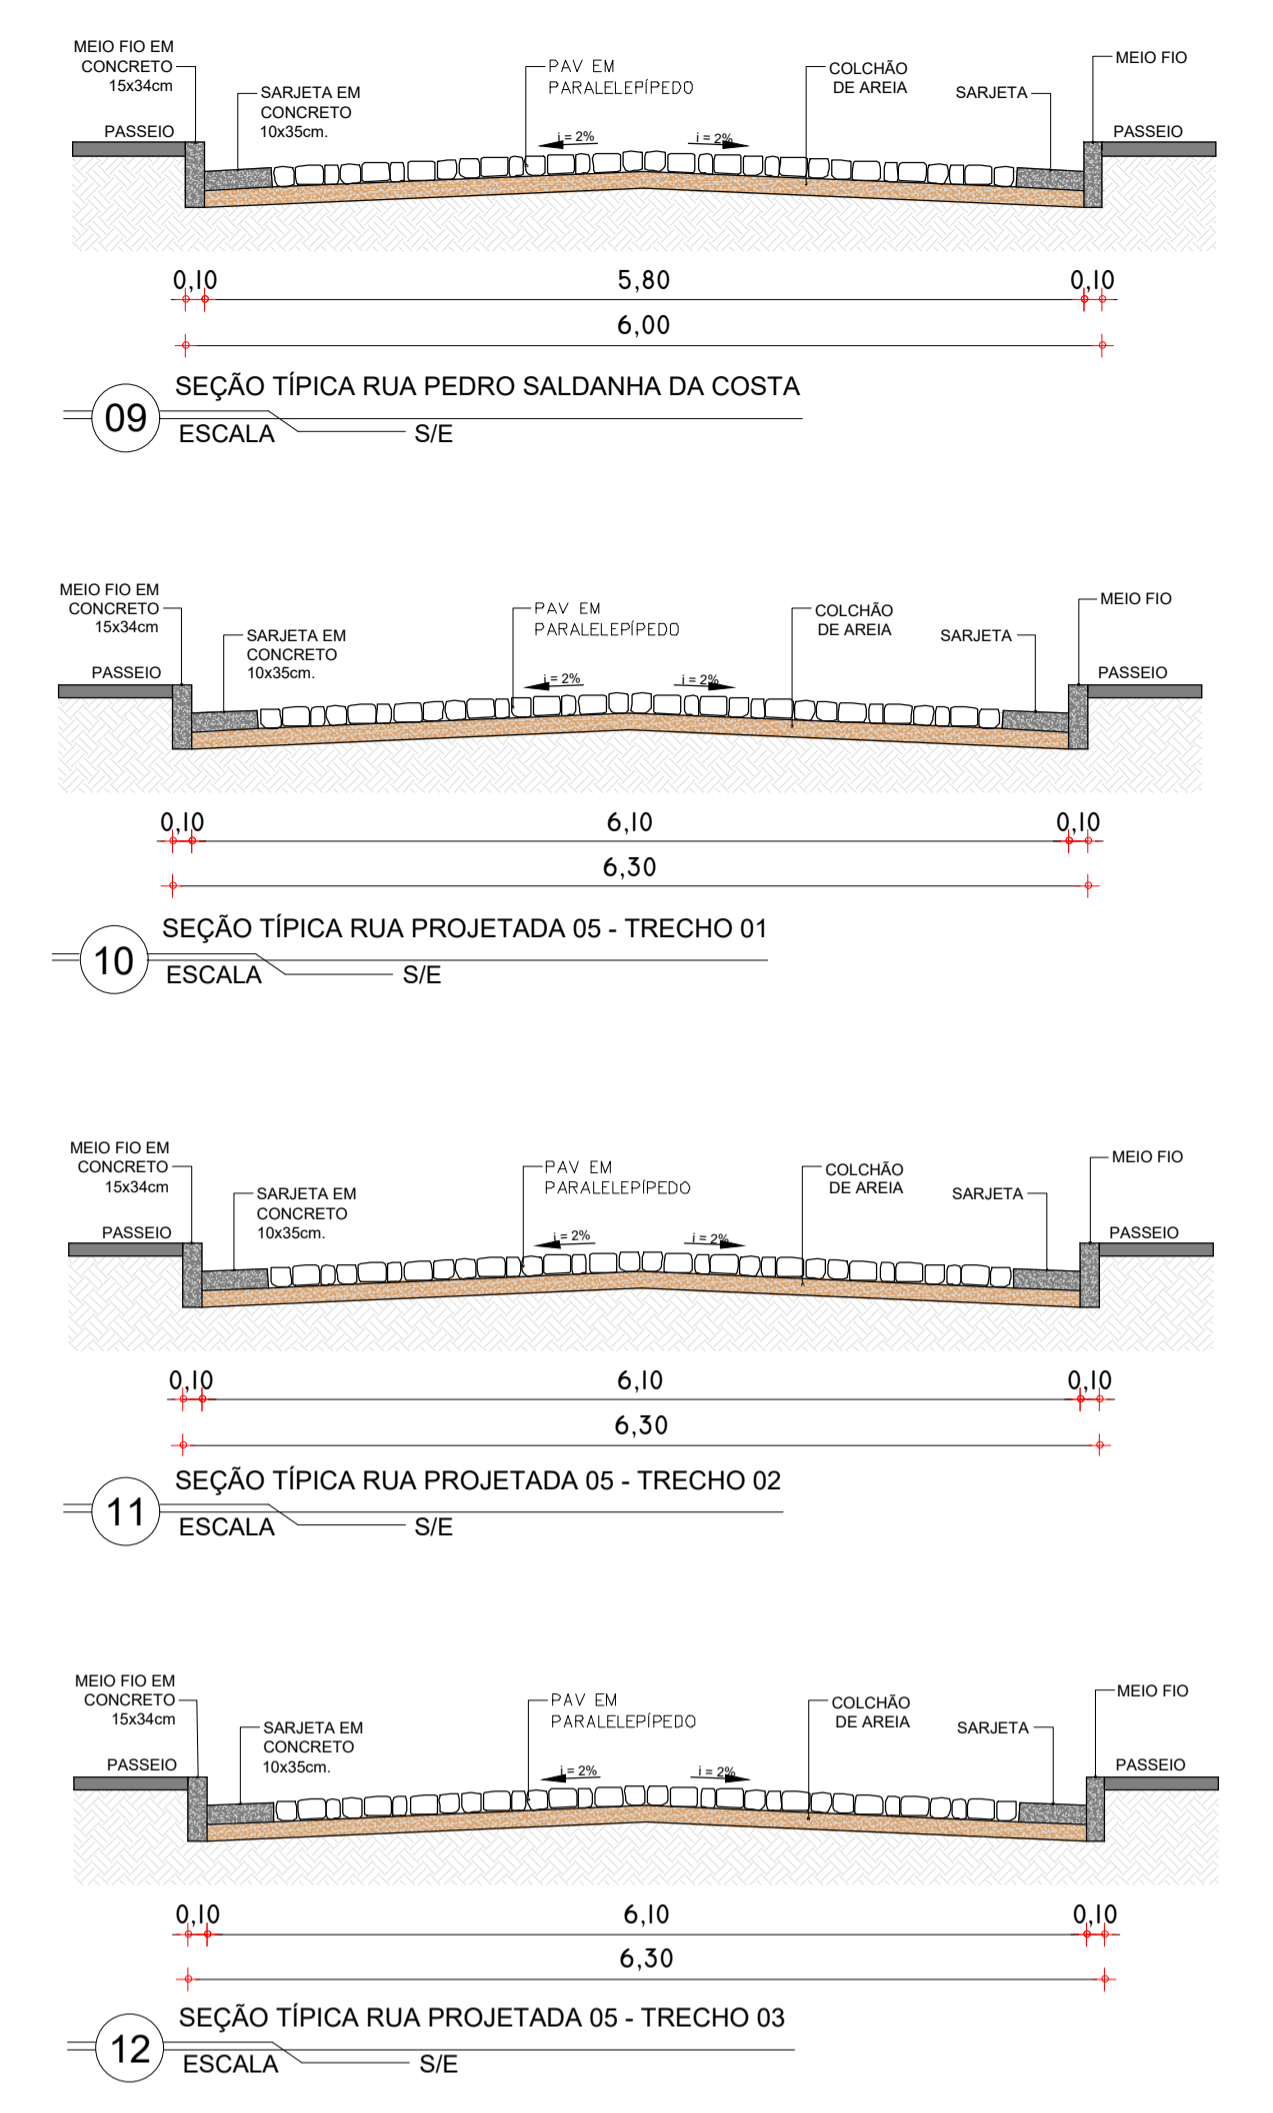 MEIO FIO EM
CONCRETO
15x34cm
SARJETA EM
CONCRETO
10x35cm.
PASSEIO
PAV EM
PARALELEPÍPEDO
COLCHÃO
DE AREIA
SARJETA
MEIO FIO
PASSEIO
i = 2%
i = 2%
0,10
5,80
0,10
6,00
09
SEÇÃO TÍPICA RUA PEDRO SALDANHA DA COSTA
ESCALA
S/E
MEIO FIO EM
CONCRETO
15x34cm
SARJETA EM
CONCRETO
10x35cm.
PASSEIO
PAV EM
PARALELEPÍPEDO
COLCHÃO
DE AREIA
SARJETA
MEIO FIO
PASSEIO
i = 2%
i = 2%
0,10
6,10
0,10
6,30
10
SEÇÃO TÍPICA RUA PROJETADA 05 - TRECHO 01
ESCALA
S/E
MEIO FIO EM
CONCRETO
15x34cm
SARJETA EM
CONCRETO
10x35cm.
PASSEIO
PAV EM
PARALELEPÍPEDO
COLCHÃO
DE AREIA
SARJETA
MEIO FIO
PASSEIO
i = 2%
i = 2%
0,10
6,10
0,10
6,30
11
SEÇÃO TÍPICA RUA PROJETADA 05 - TRECHO 02
ESCALA
S/E
MEIO FIO EM
CONCRETO
15x34cm
SARJETA EM
CONCRETO
10x35cm.
PASSEIO
PAV EM
PARALELEPÍPEDO
COLCHÃO
DE AREIA
SARJETA
MEIO FIO
PASSEIO
i = 2%
i = 2%
0,10
6,10
0,10
6,30
12
SEÇÃO TÍPICA RUA PROJETADA 05 - TRECHO 03
ESCALA
S/E